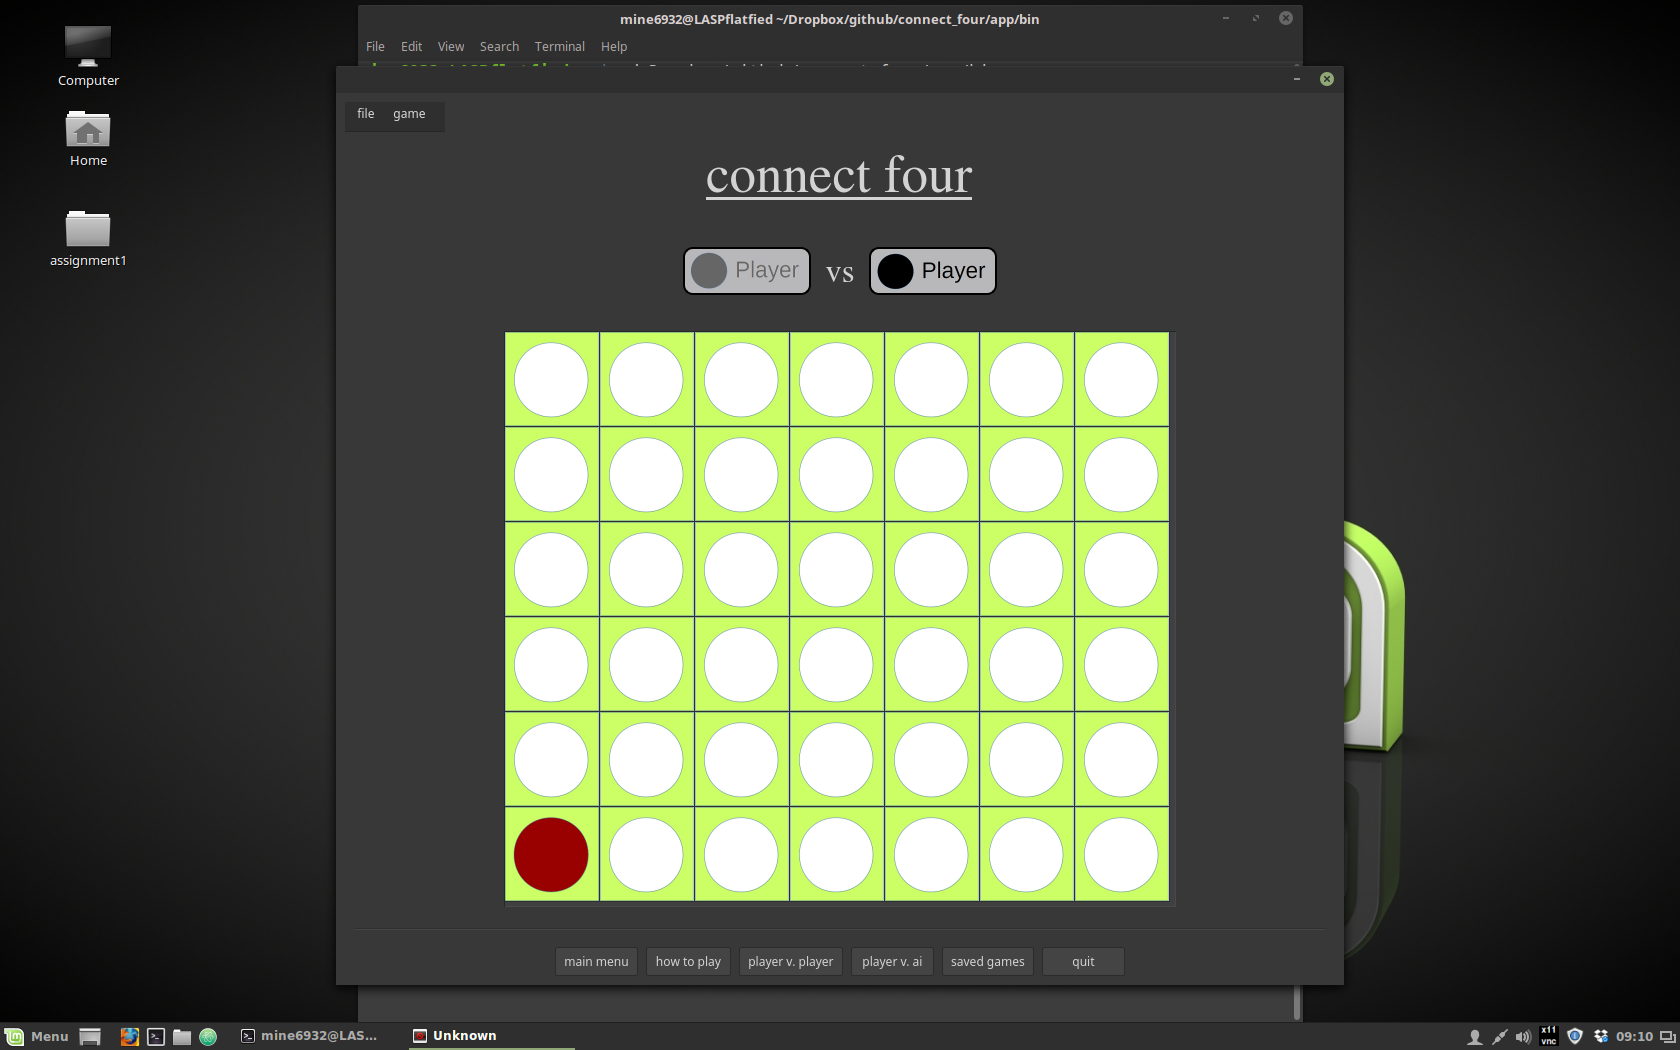 mine6932@LASPflatfied ~/Dropbox/github/connect_four/app/bin
File Edit View Search Terminal Help
Computer
Home
assignment1
file game
connect four
Player vs Player
main menu how to play player v. player player v. ai saved games quit
Menu mine6932@LAS... Unknown x11 vnc 09:10